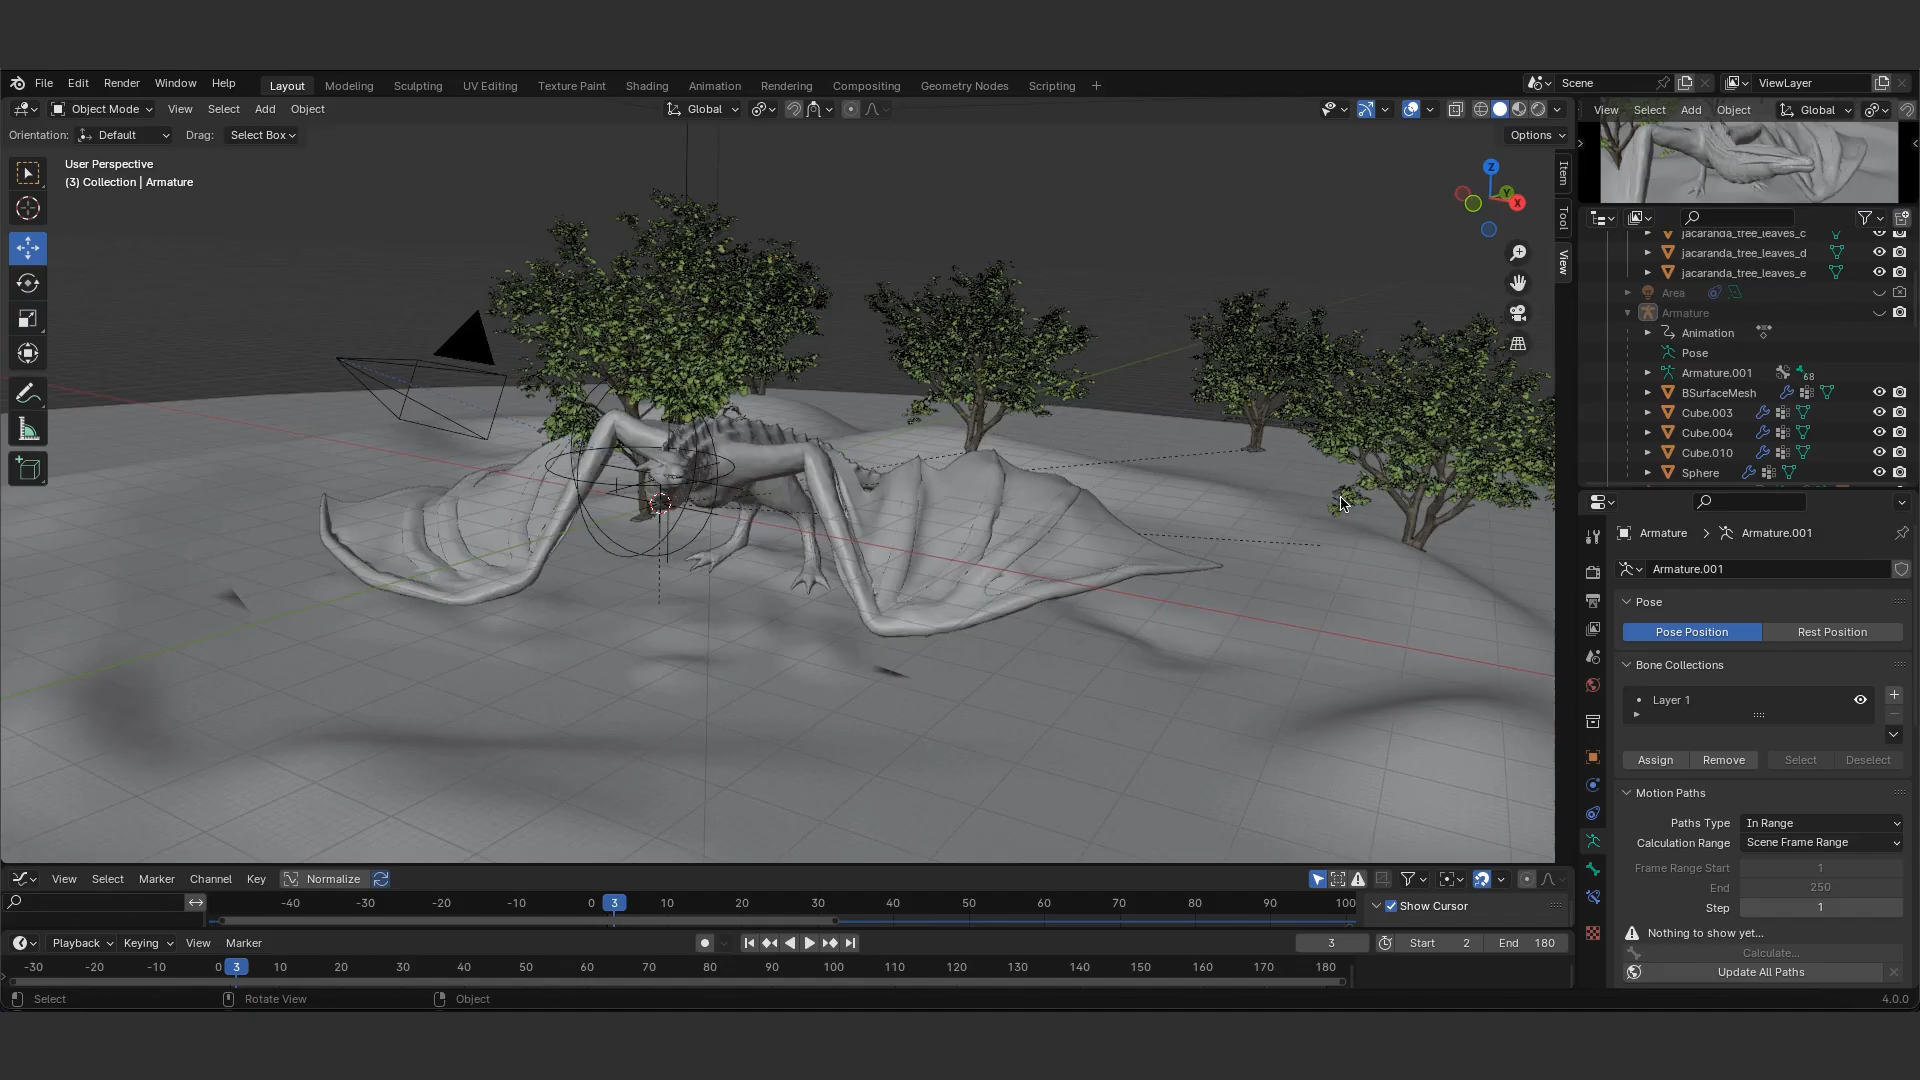 File Edit Render Window Help Layout Modeling Sculpting UV Editing Texture Paint Shading Animation Rendering Compositing Geometry Nodes Scripting + Scene ViewLayer
Object Mode View Select Add Object Global View Select Add Object Global
Orientation: Default Drag: Select Box Options
User Perspective
(3) Collection | Armature
Z
Y
X
Item
Tool
View
jacaranda_tree_leaves_c
jacaranda_tree_leaves_d
jacaranda_tree_leaves_e
Area
Armature
Animation
Pose
Armature.001 68
BSurfaceMesh
Cube.003
Cube.004
Cube.010
Sphere
Armature > Armature.001
Armature.001
Pose
Pose Position Rest Position
Bone Collections
Layer 1
Assign Remove Select Deselect
Motion Paths
Paths Type In Range
Calculation Range Scene Frame Range
Frame Range Start 1
End 250
Step 1
Nothing to show yet...
Calculate...
Update All Paths
View Select Marker Channel Key Normalize
-40 -30 -20 -10 0 3 10 20 30 40 50 60 70 80 90 100 Show Cursor
Playback Keying View Marker 3 Start 2 End 180
-30 -20 -10 0 3 10 20 30 40 50 60 70 80 90 100 110 120 130 140 150 160 170 180
Select Rotate View Object 4.0.0